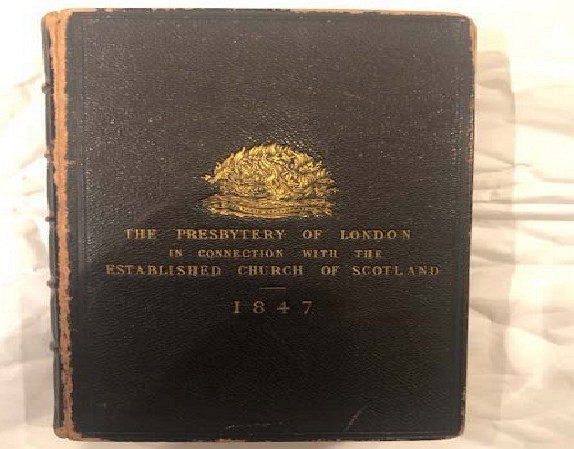 THE PRESBYTERY OF LONDON
IN CONNECTION WITH THE
ESTABLISHED CHURCH OF SCOTLAND
1847